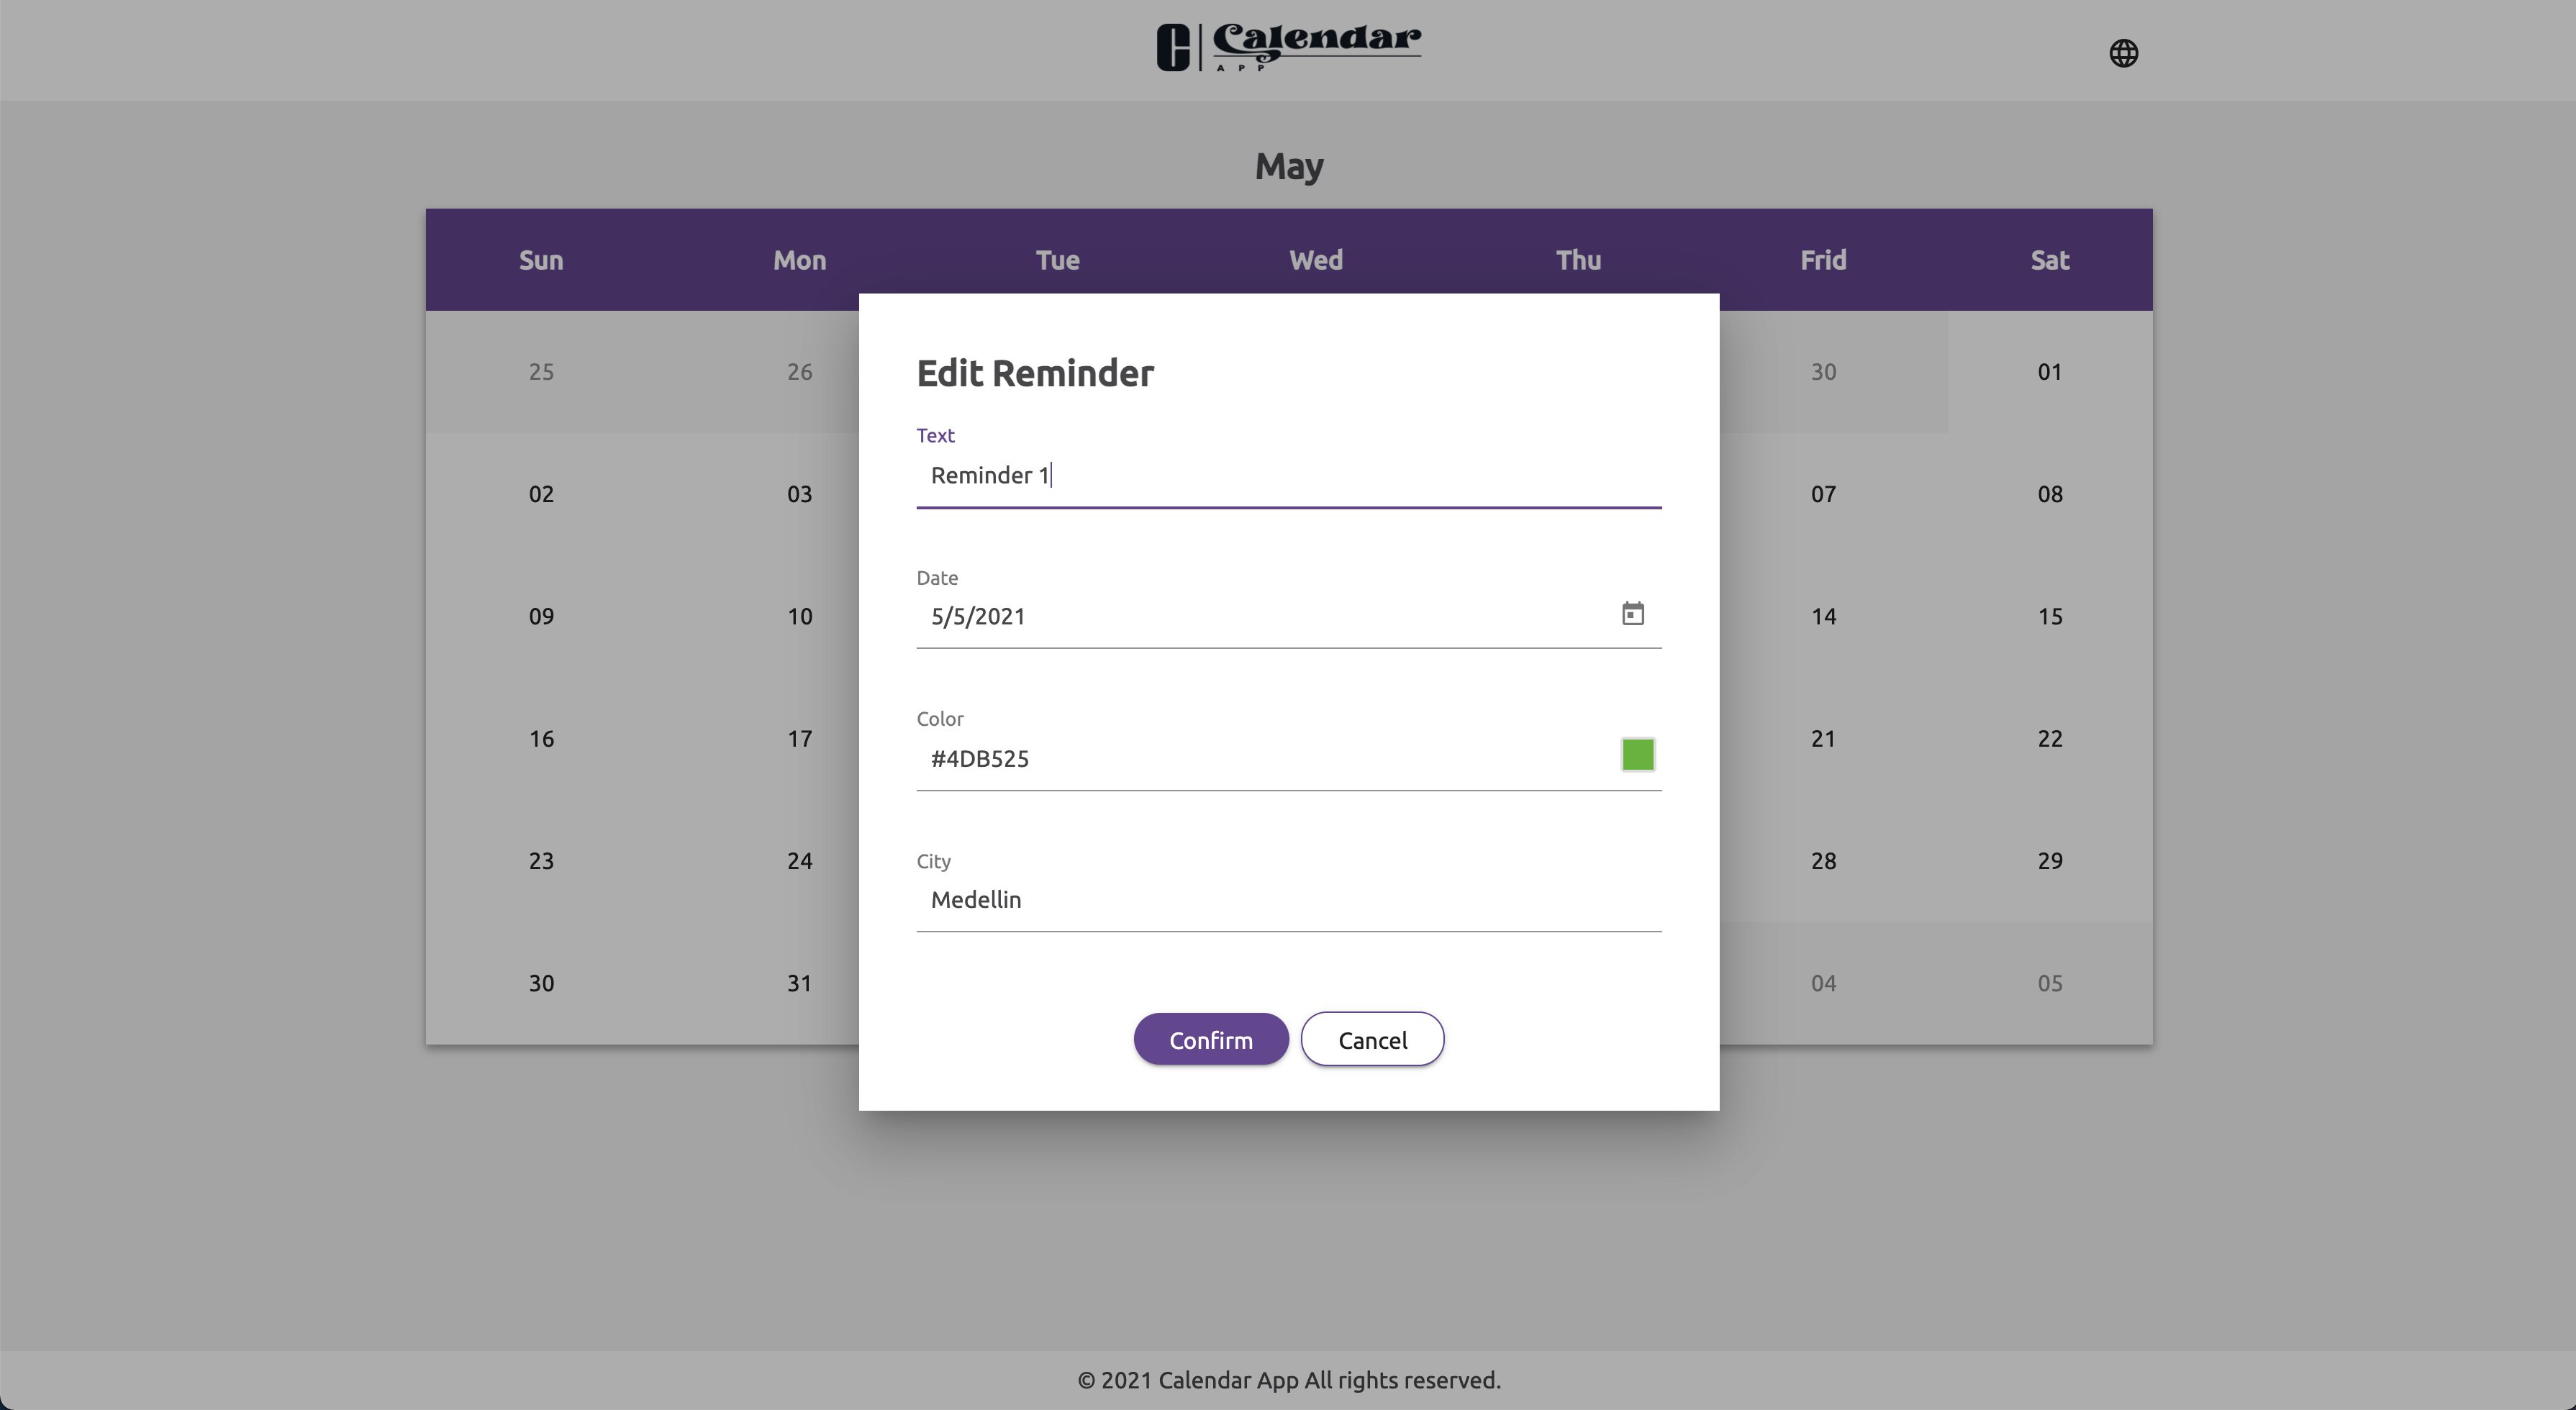 C Calendar
APP
May
Sun Mon Tue Wed Thu Frid Sat
25 26 30 01
Edit Reminder
Text
Reminder 1
02 03 07 08
Date
5/5/2021
09 10 14 15
Color
#4DB525
16 17 21 22
City
Medellin
23 24 28 29
30 31 04 05
Confirm Cancel
© 2021 Calendar App All rights reserved.